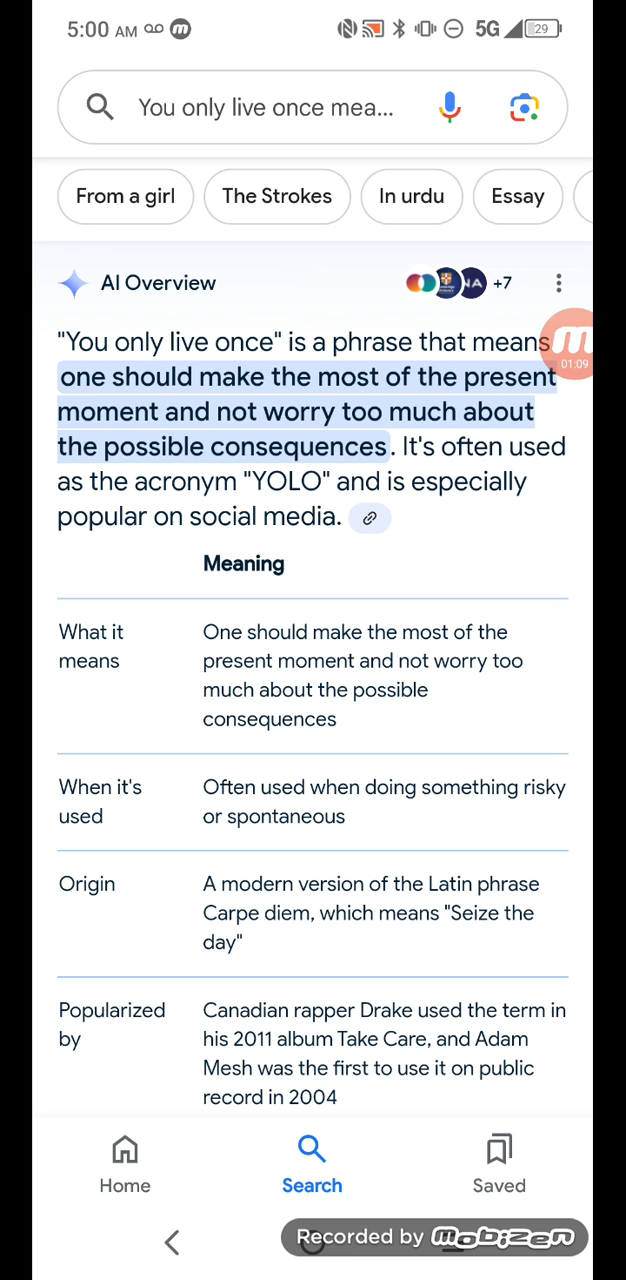 5:00 AM
5G
29
You only live once mea...
From a girl
The Strokes
In urdu
Essay
AI Overview
NA
+7
"You only live once" is a phrase that means
one should make the most of the present
moment and not worry too much about
the possible consequences. It's often used
as the acronym "YOLO" and is especially
popular on social media.
01:09
Meaning
What it
means
One should make the most of the
present moment and not worry too
much about the possible
consequences
When it's
used
Often used when doing something risky
or spontaneous
Origin
A modern version of the Latin phrase
Carpe diem, which means "Seize the
day"
Popularized
by
Canadian rapper Drake used the term in
his 2011 album Take Care, and Adam
Mesh was the first to use it on public
record in 2004
Home
Search
Saved
Recorded by mobizen